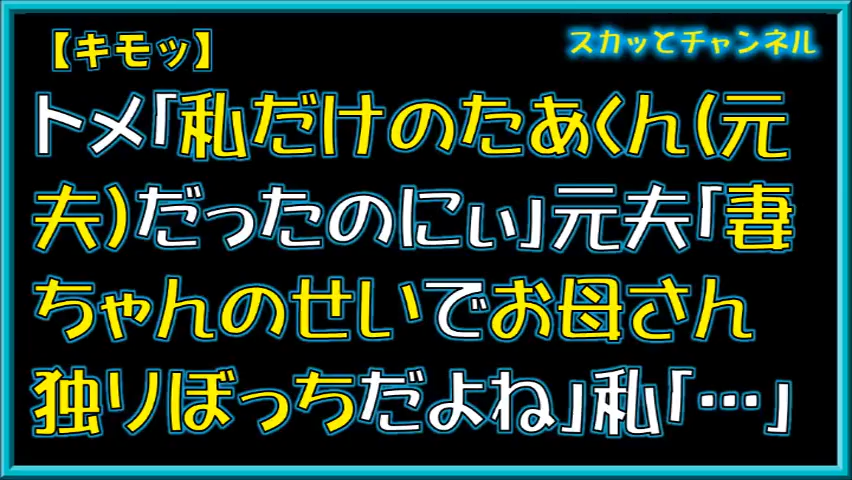 【キモッ】
スカッとチャンネル
トメ「私だけのたあくん(元
夫)だったのにぃ」元夫「妻
ちゃんのせいでお母さん
独りぼっちだよね」私「…」